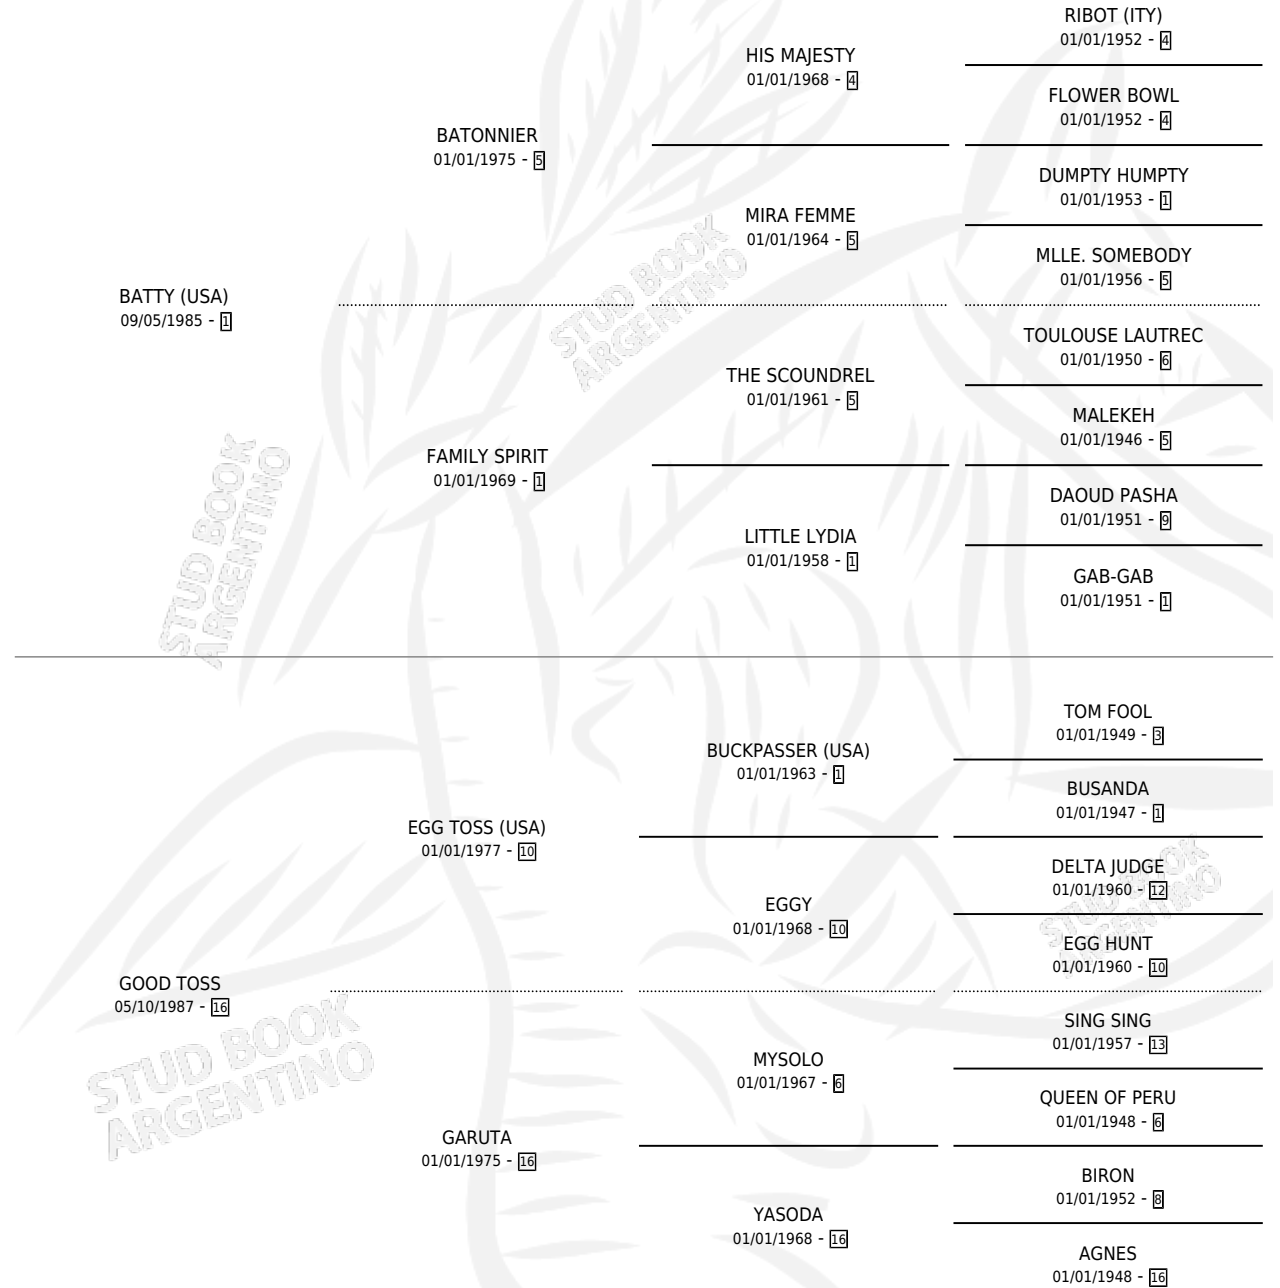 RIBOT (ITY)
01/01/1952 - 4
HIS MAJESTY
01/01/1968 - 4
FLOWER BOWL
01/01/1952 - 4
BATONNIER
01/01/1975 - 5
DUMPTY HUMPTY
01/01/1953 - 1
MIRA FEMME
01/01/1964 - 5
MLLE. SOMEBODY
01/01/1956 - 5
BATTY (USA)
09/05/1985 - 1
STUD BOOK
ARGENTINO
TOULOUSE LAUTREC
01/01/1950 - 6
THE SCOUNDREL
01/01/1961 - 5
MALEKEH
01/01/1946 - 5
FAMILY SPIRIT
01/01/1969 - 1
DAOUD PASHA
01/01/1951 - 9
LITTLE LYDIA
01/01/1958 - 1
GAB-GAB
01/01/1951 - 1
STUD BOOK
ARGENTINO
TOM FOOL
01/01/1949 - 3
BUCKPASSER (USA)
01/01/1963 - 1
BUSANDA
01/01/1947 - 1
EGG TOSS (USA)
01/01/1977 - 10
DELTA JUDGE
01/01/1960 - 12
EGGY
01/01/1968 - 10
STUD BOOK
ARGENTINO
EGG HUNT
01/01/1960 - 10
GOOD TOSS
05/10/1987 - 16
STUD BOOK
ARGENTINO
SING SING
01/01/1957 - 13
MYSOLO
01/01/1967 - 6
QUEEN OF PERU
01/01/1948 - 6
GARUTA
01/01/1975 - 16
BIRON
01/01/1952 - 8
YASODA
01/01/1968 - 16
AGNES
01/01/1948 - 16